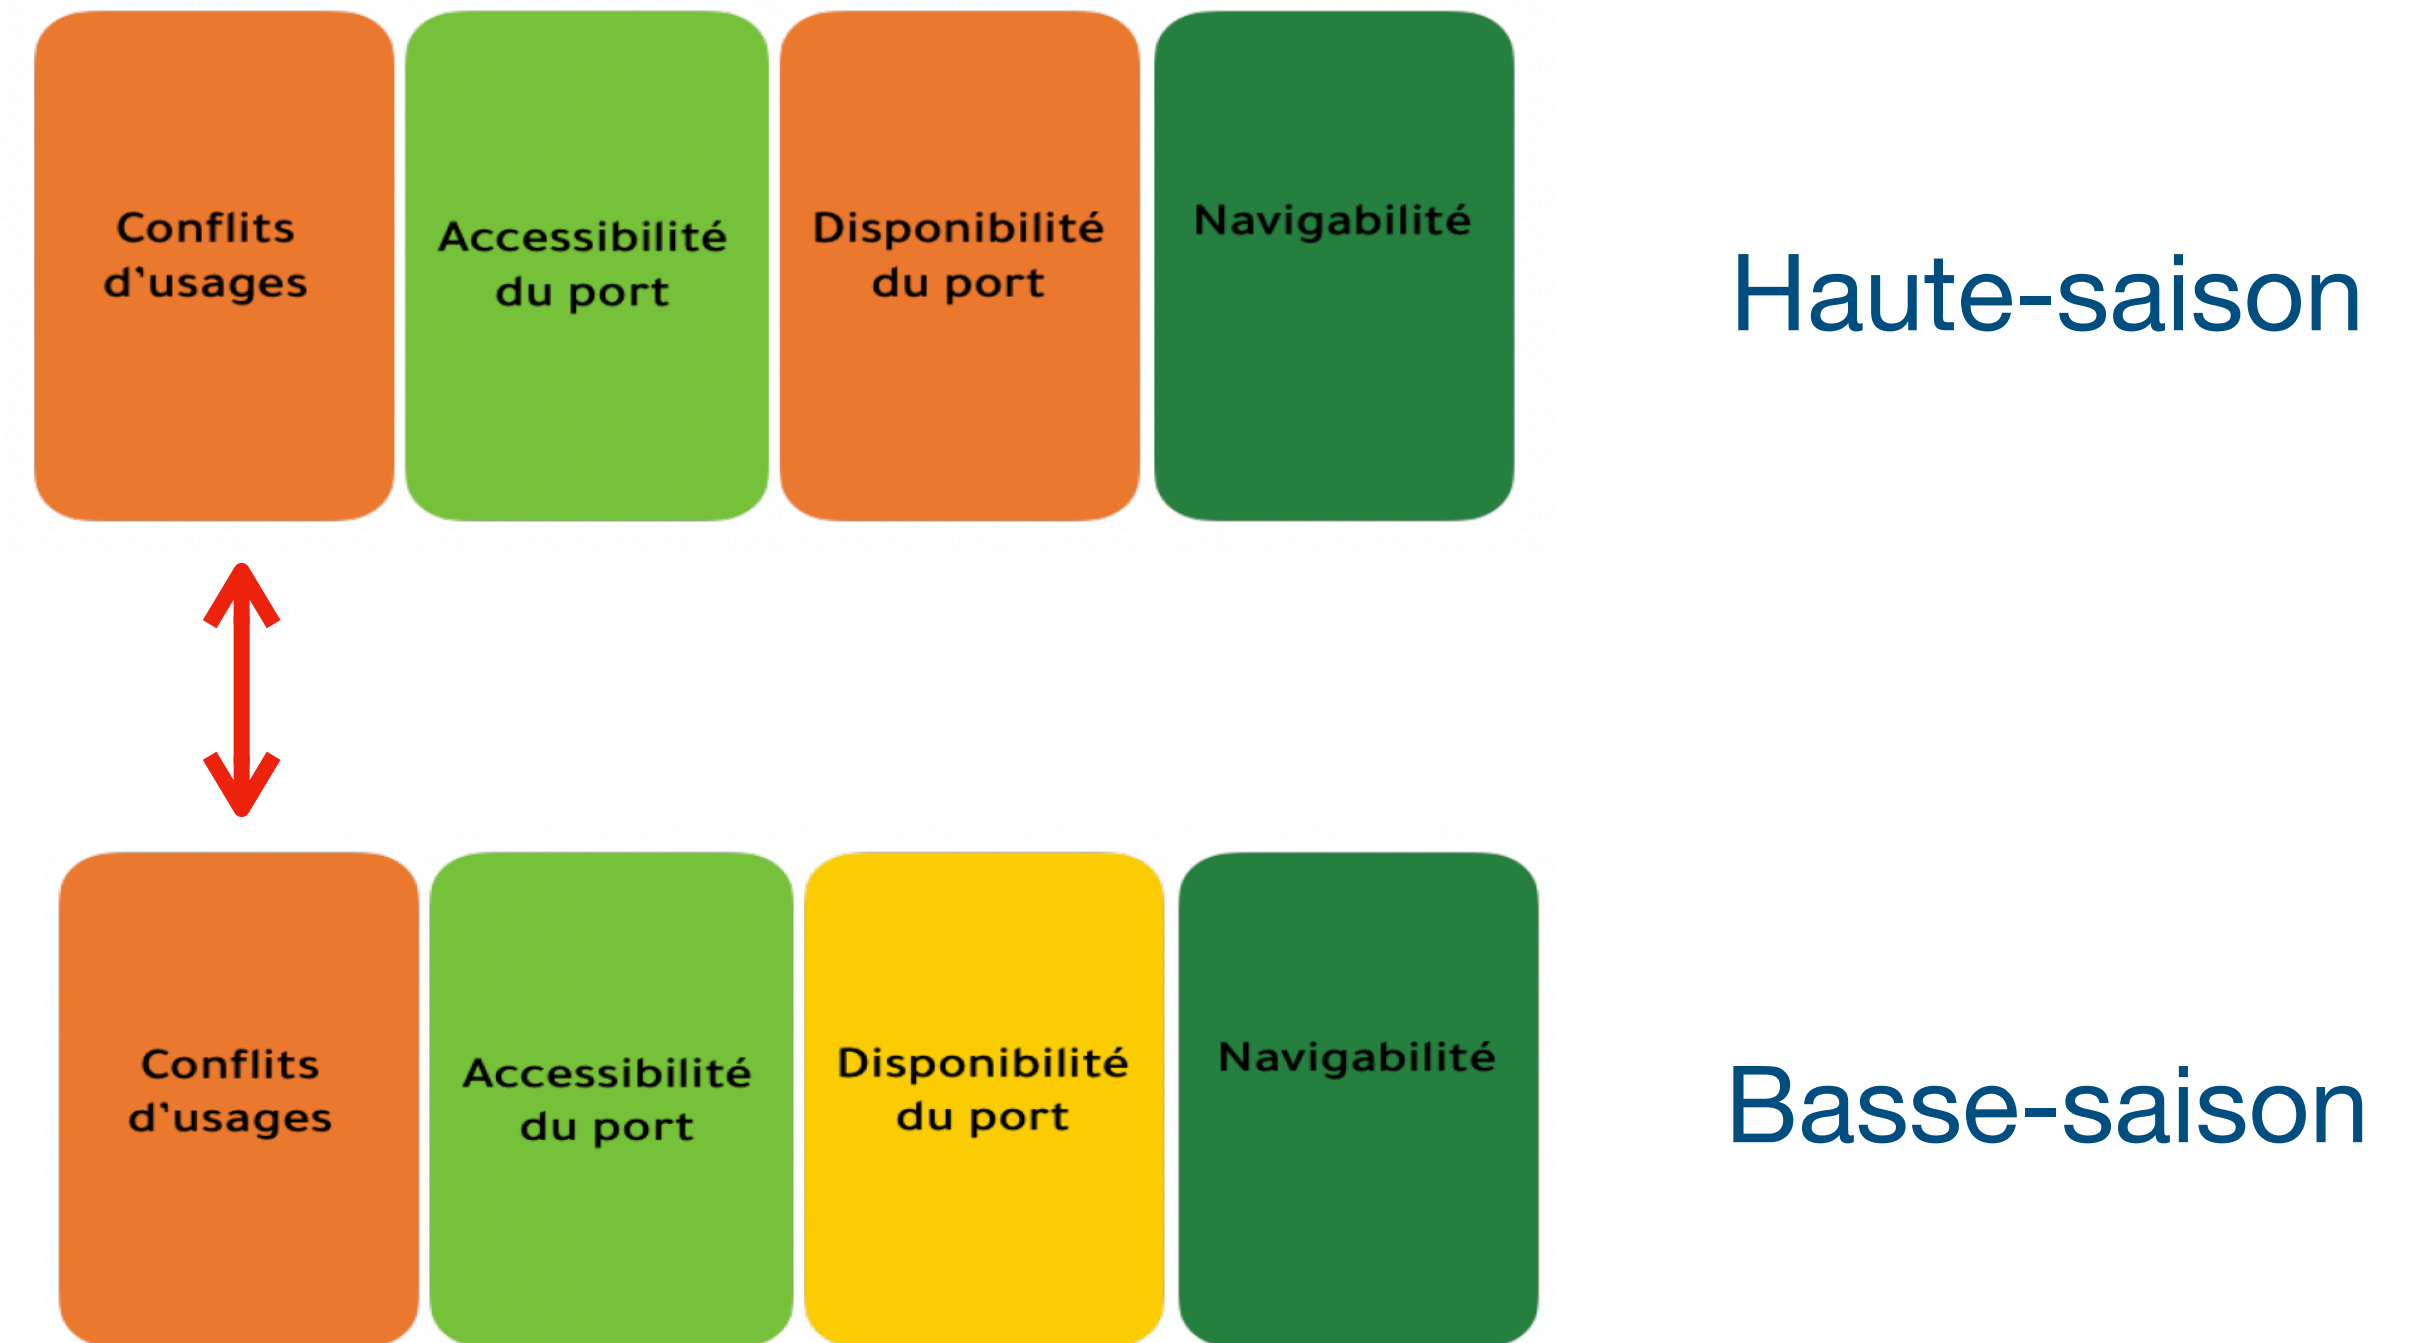 Conflits
d'usages
Accessibilité
du port
Disponibilité
du port
Navigabilité
Haute-saison
Conflits
d'usages
Accessibilité
du port
Disponibilité
du port
Navigabilité
Basse-saison